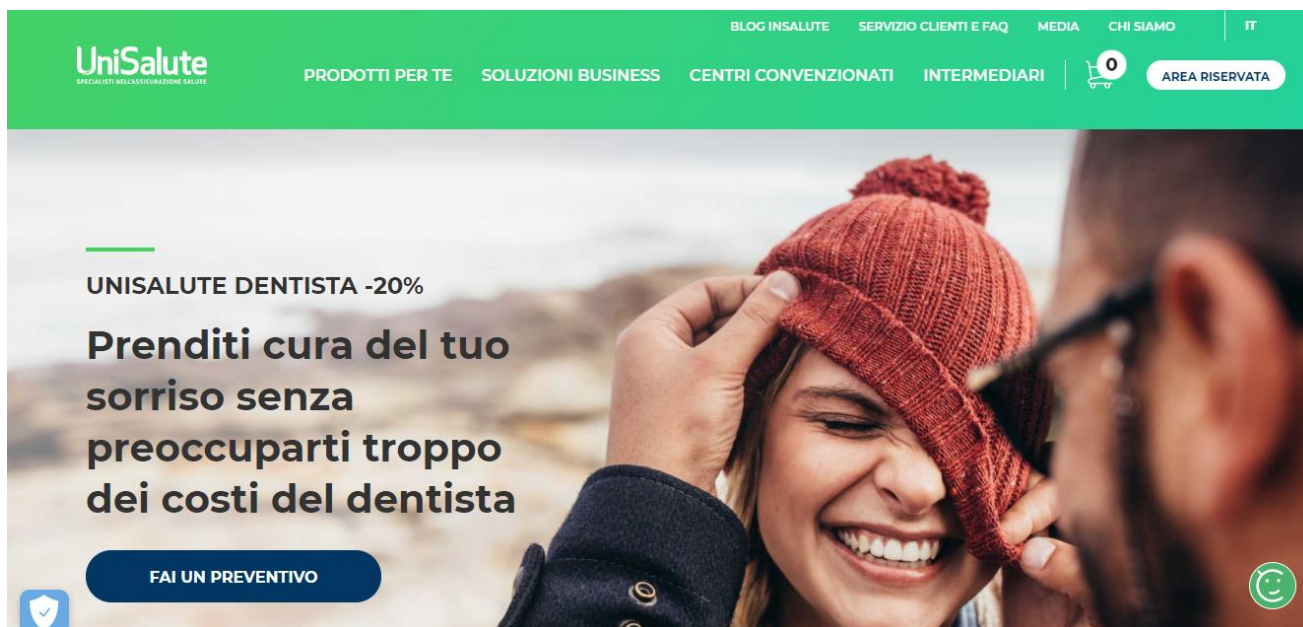 BLOG INSALUTE SERVIZIO CLIENTI E FAQ MEDIA CHI SIAMO IT
UniSalute
SPECIALISTI NELL'ASSICURAZIONE SALUTE
PRODOTTI PER TE SOLUZIONI BUSINESS CENTRI CONVENZIONATI INTERMEDIARI 0 AREA RISERVATA
UNISALUTE DENTISTA -20%
Prenditi cura del tuo
sorriso senza
preoccuparti troppo
dei costi del dentista
FAI UN PREVENTIVO